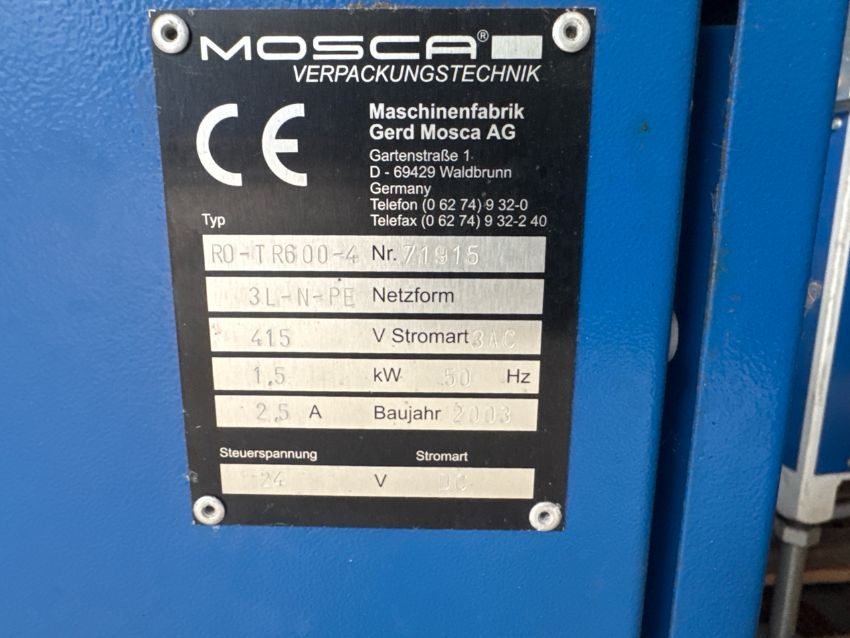 MOSCA®
VERPACKUNGSTECHNIK
CE
Maschinenfabrik
Gerd Mosca AG
Gartenstraße 1
D - 69429 Waldbrunn
Germany
Telefon (0 62 74) 9 32-0
Telefax (0 62 74) 9 32-2 40
Typ
RO-TR600-4 Nr. 71915
3L-N-PE Netzform
415 V Stromart 3AC
1,5 kW 50 Hz
2,5 A Baujahr 2003
Steuerspannung Stromart
24 V DC